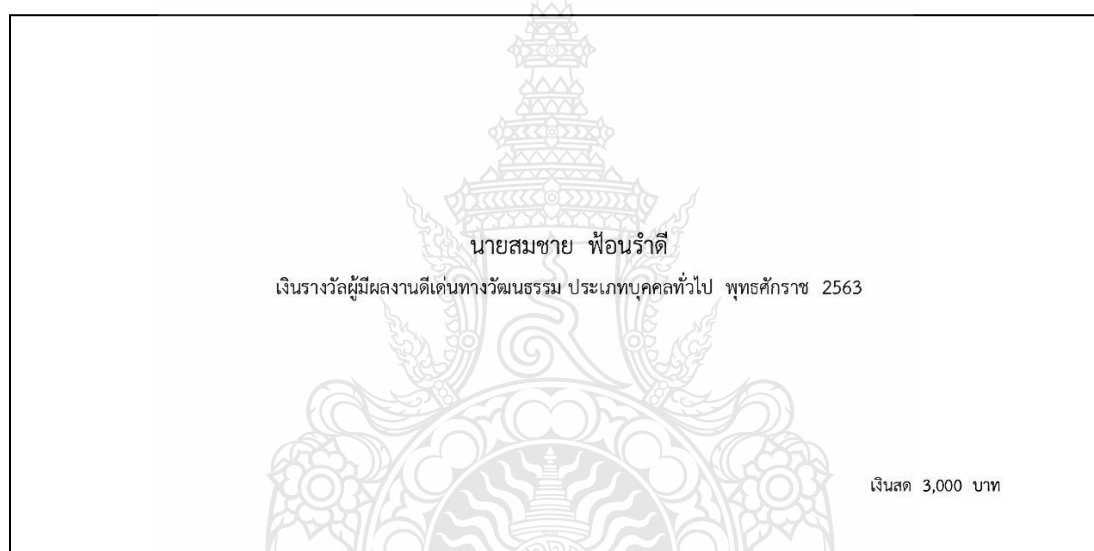 นายสมชาย ฟ้อนรำดี
เงินรางวัลผู้มีผลงานดีเด่นทางวัฒนธรรม ประเภทบุคคลทั่วไป พุทธศักราช 2563
เงินสด 3,000 บาท